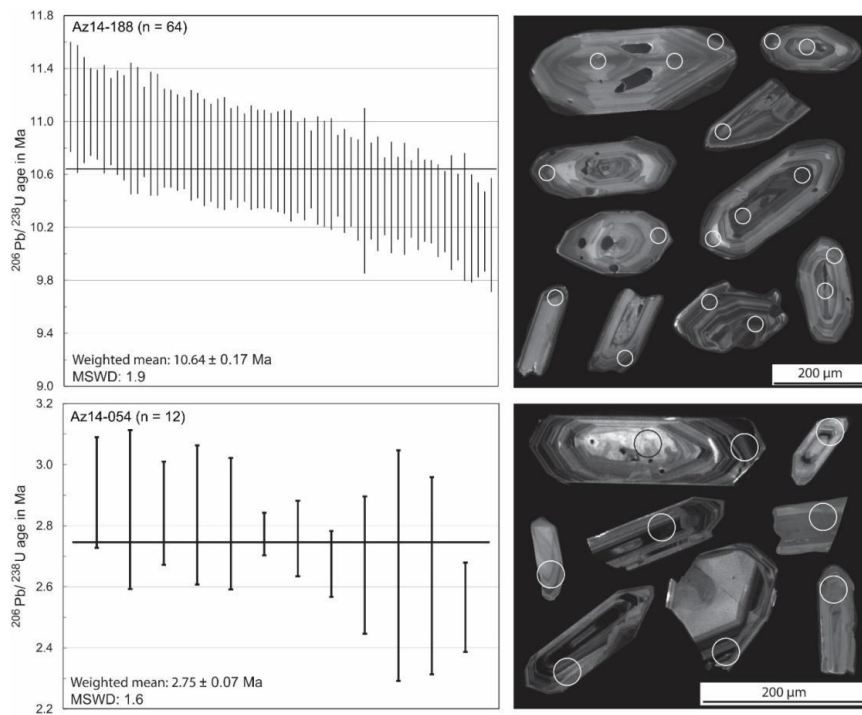 Az14-188 (n = 64)
²⁰⁶Pb/²³⁸U age in Ma
11.8
11.4
11.0
10.6
10.2
9.8
9.4
9.0
Weighted mean: 10.64 ± 0.17 Ma
MSWD: 1.9
200 µm
Az14-054 (n = 12)
²⁰⁶Pb/²³⁸U age in Ma
3.2
3.0
2.8
2.6
2.4
2.2
Weighted mean: 2.75 ± 0.07 Ma
MSWD: 1.6
200 µm